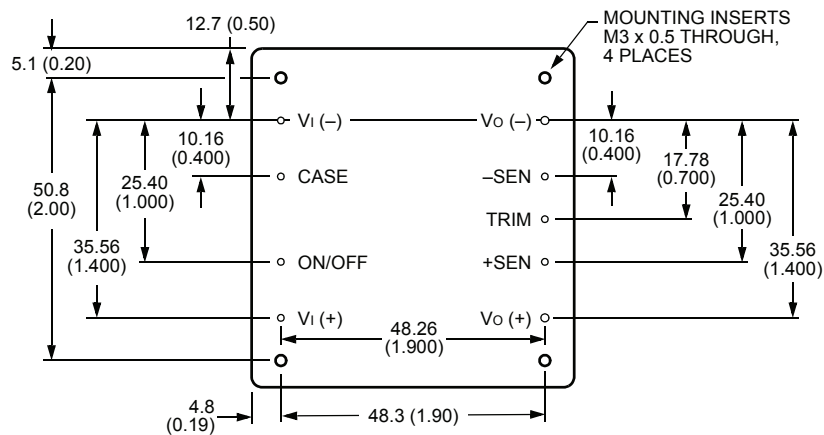 12.7 (0.50)
MOUNTING INSERTS
M3 x 0.5 THROUGH,
4 PLACES
5.1 (0.20)
VI (–)
VO (–)
10.16
(0.400)
10.16
(0.400)
17.78
(0.700)
CASE
–SEN
25.40
(1.000)
50.8
(2.00)
TRIM
25.40
(1.000)
35.56
(1.400)
35.56
(1.400)
ON/OFF
+SEN
VI (+)
VO (+)
48.26
(1.900)
4.8
(0.19)
48.3 (1.90)